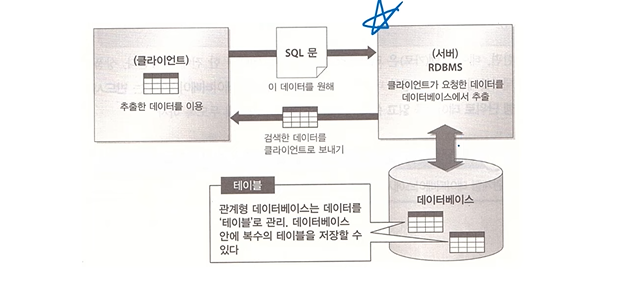 (클라이언트)
추출한 데이터를 이용
SQL 문
이 데이터를 원해
(서버)
RDBMS
클라이언트가 요청한 데이터를
데이터베이스에서 추출
검색한 데이터를
클라이언트로 보내기
테이블
관계형 데이터베이스는 데이터를
'테이블'로 관리, 데이터베이스
안에 복수의 테이블을 저장할 수
있다
데이터베이스